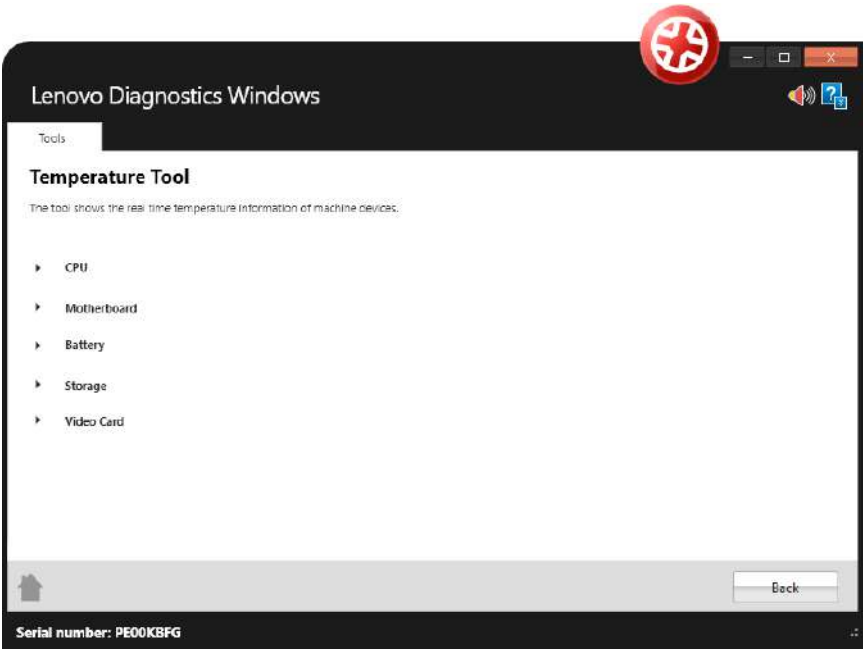 Lenovo Diagnostics Windows
Tools
Temperature Tool
The tool shows the real time temperature information of machine devices.
CPU
Motherboard
Battery
Storage
Video Card
Back
Serial number: PE00KBFG